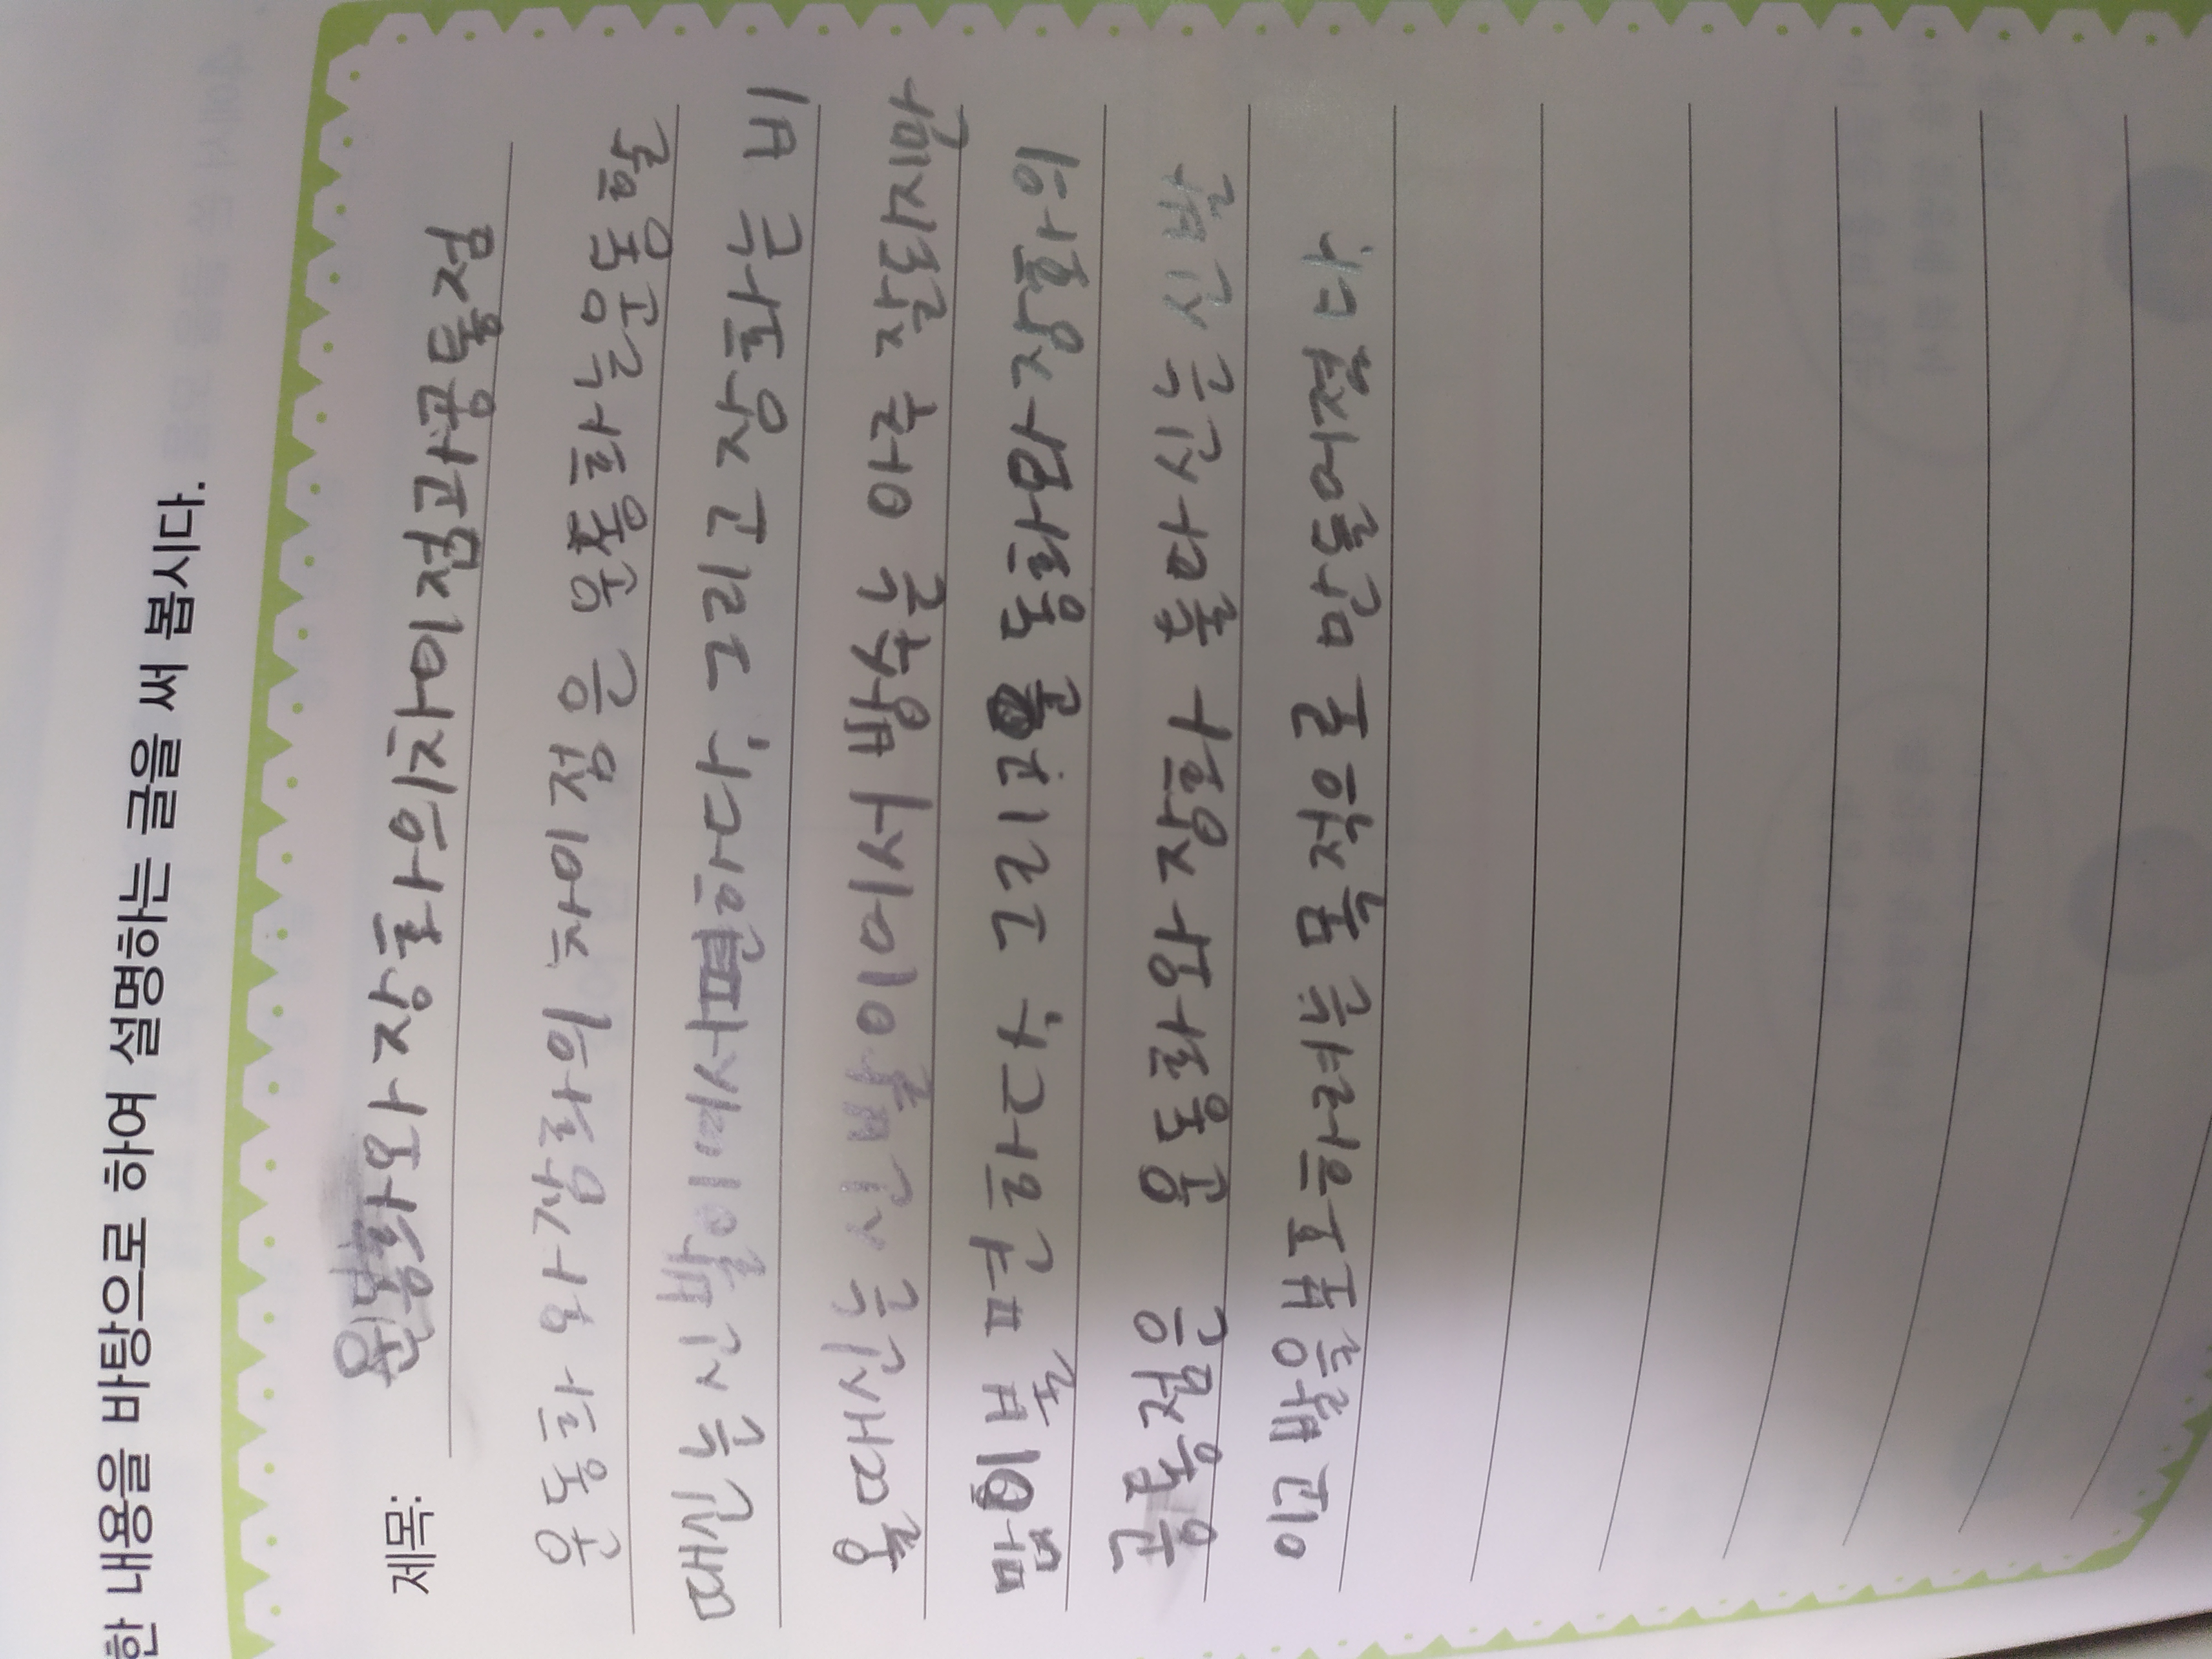 한 내용을 바탕으로 하여 설명하는 글을 써 봅시다.
제목: 운동화와 장화의차이점과공통점
운동화 와장화의 차이점은 운동화는운동할
때신는 신발이여서편하다. 그리고 장화는 비
올때신는 신발이어서 방수는 아주 잘되지만
많이불편하다. 그리고운동화와 장화의
공통점은 운동화와 장화 둘다 신는 신발
이고 발을보호하려는 목적으로 만들어졌다.